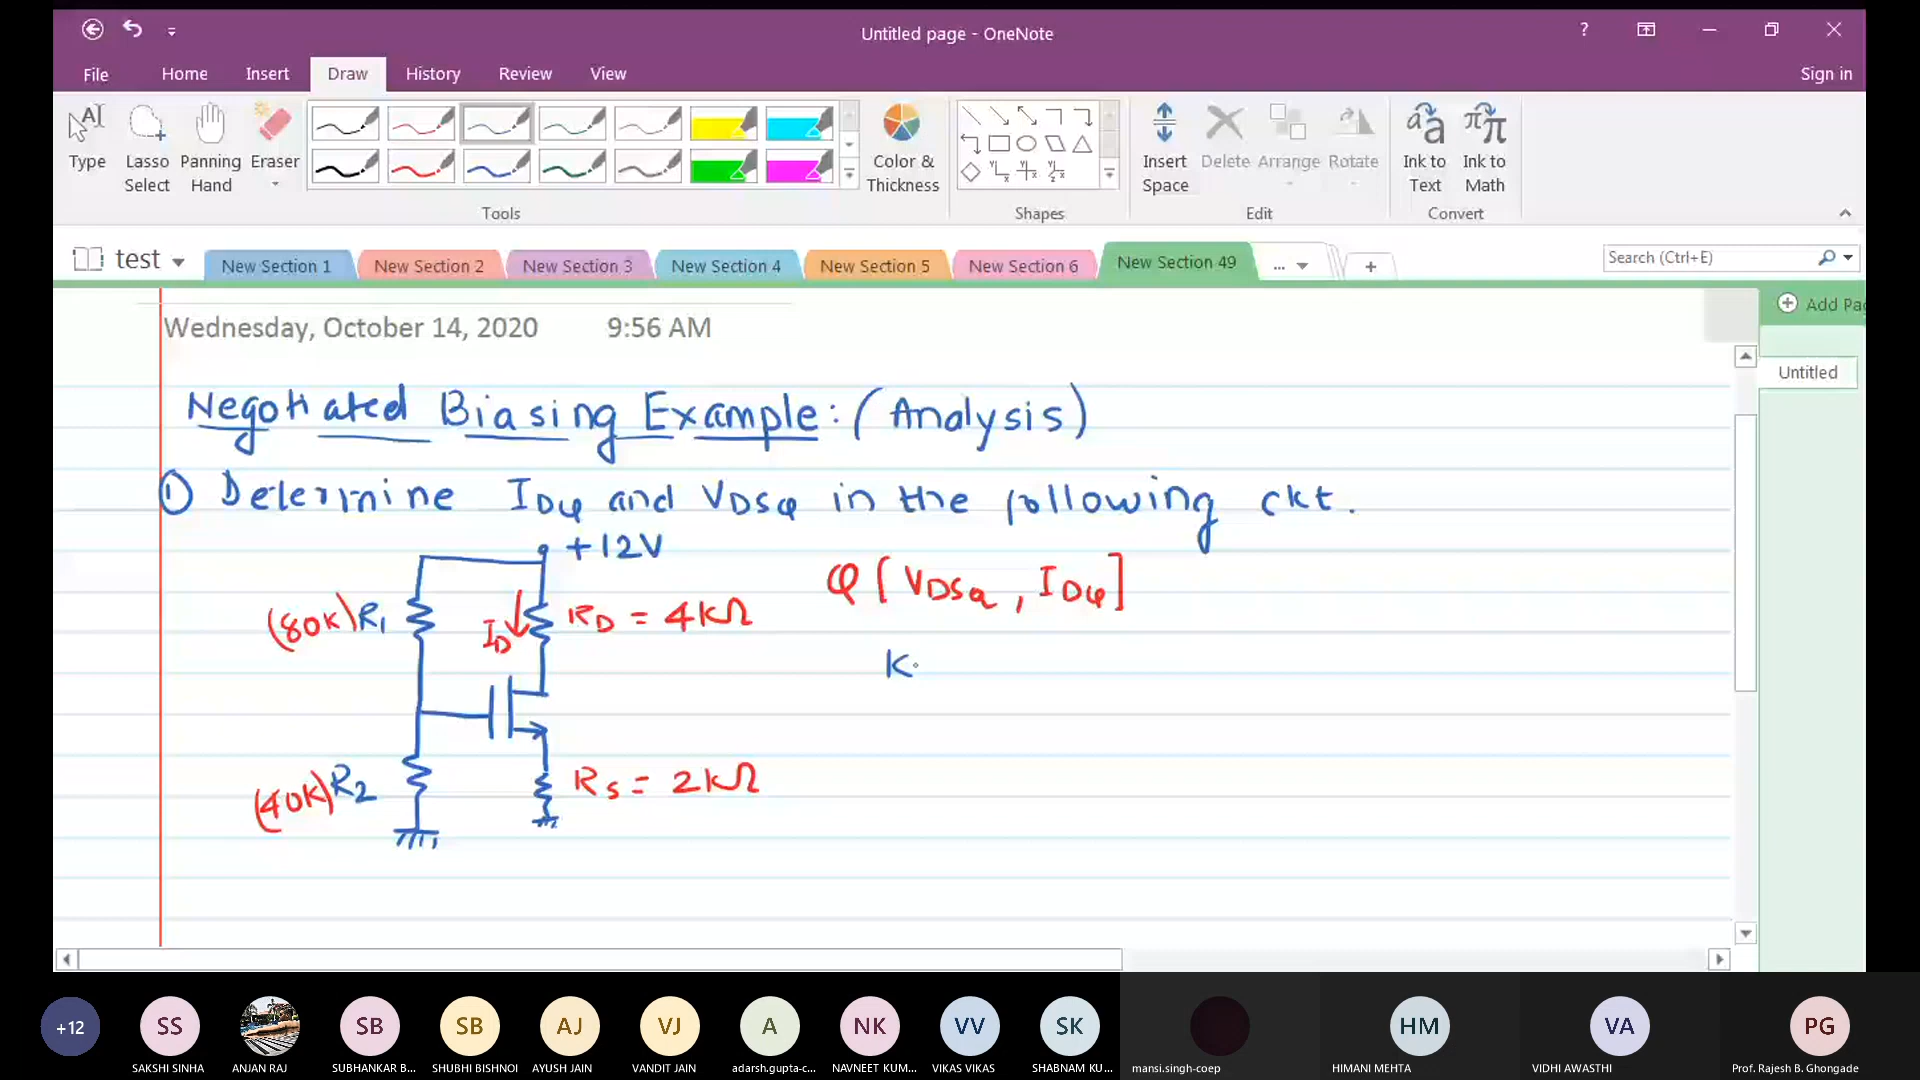 Untitled page - OneNote
File Home Insert Draw History Review View Sign in
Type Lasso Select Panning Hand Eraser Color & Thickness Insert Space Delete Arrange Rotate Ink to Text Ink to Math
Tools Shapes Edit Convert
test New Section 1 New Section 2 New Section 3 New Section 4 New Section 5 New Section 6 New Section 49 ... Search (Ctrl+E)
Add Pa
Wednesday, October 14, 2020 9:56 AM
Untitled
Negotiated Biasing Example: (Analysis)
① Determine IDQ and VDSQ in the following ckt.
+12V
Q [VDSQ, IDQ]
(80K) R1 ID RD = 4KΩ
K
(40K) R2 RS = 2KΩ
+12 SS SB SB AJ VJ A NK VV SK HM VA PG
SAKSHI SINHA ANJAN RAJ SUBHANKAR B... SHUBHI BISHNOI AYUSH JAIN VANDIT JAIN adarsh.gupta-c... NAVNEET KUM... VIKAS VIKAS SHABNAM KU... mansi.singh-coep HIMANI MEHTA VIDHI AWASTHI Prof. Rajesh B. Ghongade